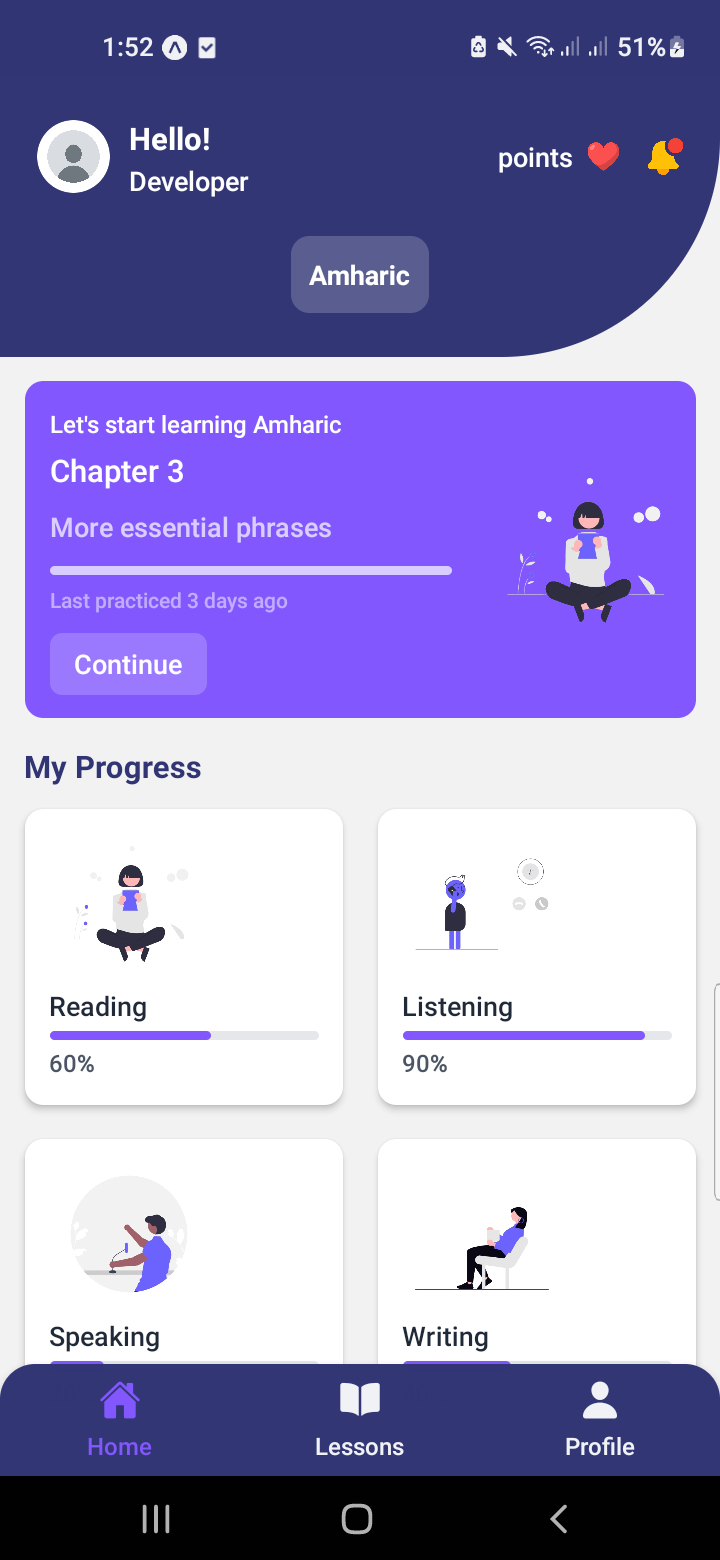 1:52
51%
Hello!
Developer
points
Amharic
Let's start learning Amharic
Chapter 3
More essential phrases
Last practiced 3 days ago
Continue
My Progress
Reading
60%
Listening
90%
Speaking
Writing
Home
Lessons
Profile